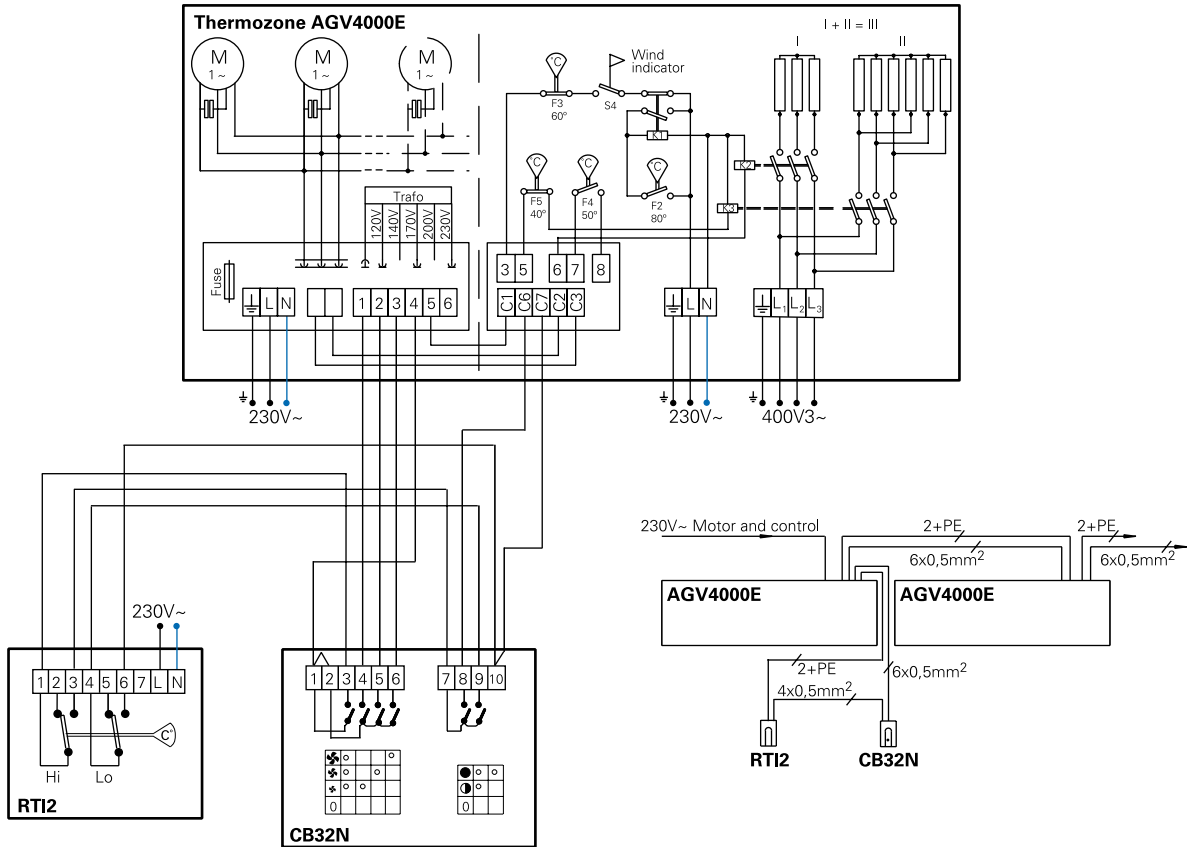 Thermozone AGV4000E
I + II = III
I II
M
1 ~
M
1 ~
M
1 ~
°C
Wind
indicator
F3
60°
S4
K1
°C
°C
°C
K2
F5
40°
F4
50°
F2
80°
K3
Trafo
120V
140V
170V
200V
230V
Fuse
L N
1 2 3 4 5 6
3 5 6 7 8
C1 C6 C7 C2 C3
L N
L1 L2 L3
230V~
230V~
400V3~
230V~
1 2 3 4 5 6 7 L N
C°
Hi Lo
RTI2
1 2 3 4 5 6
7 8 9 10
0
0
CB32N
230V~ Motor and control
2+PE
2+PE
6x0,5mm²
6x0,5mm²
AGV4000E
AGV4000E
2+PE
6x0,5mm²
4x0,5mm²
RTI2
CB32N